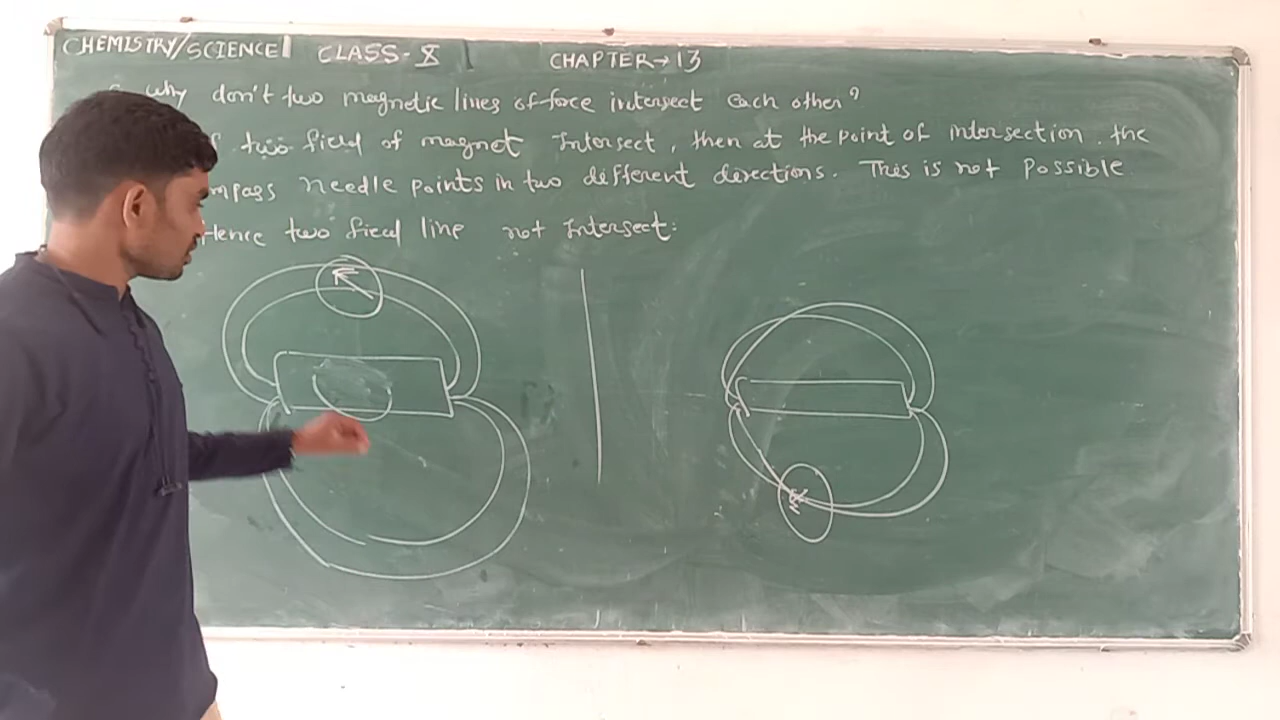 CHEMISTRY/SCIENCE CLASS-X CHAPTER→13
why don't two magnetic lines of force intersect each other?
two field of magnet Intersect, then at the point of intersection. the
mpass needle points in two different directions. This is not possible
Hence two field line not Intersect: